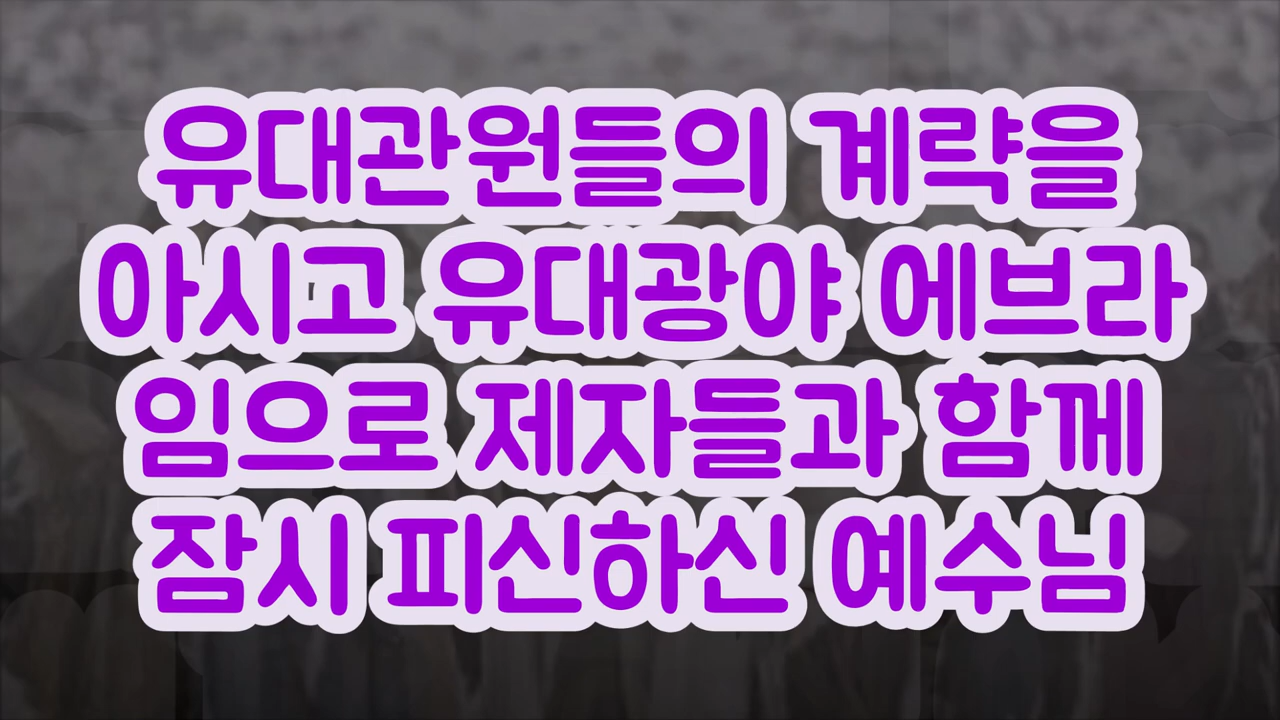 유대관원들의 계략을
아시고 유대광야 에브라
임으로 제자들과 함께
잠시 피신하신 예수님